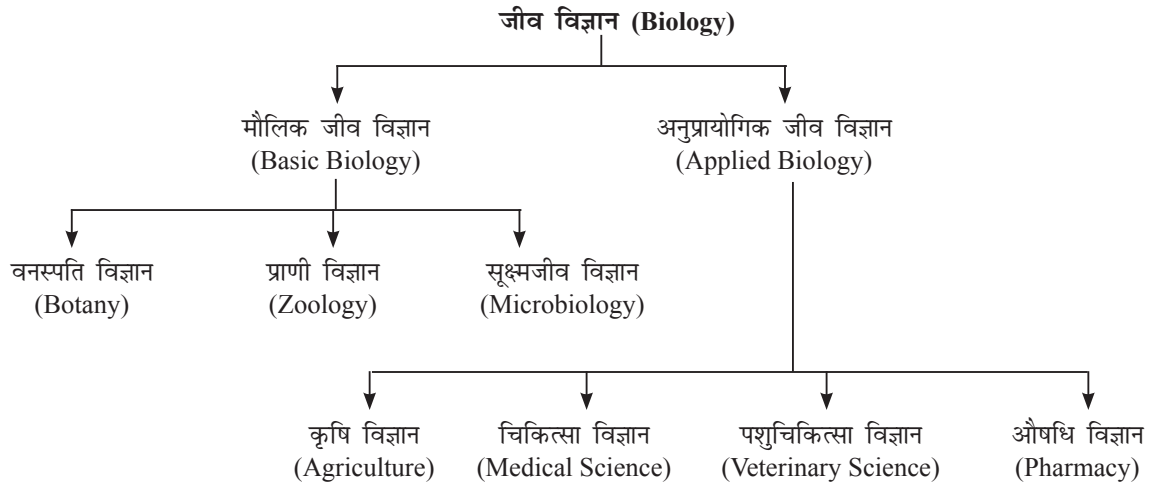 जीव विज्ञान (Biology)
मौलिक जीव विज्ञान
(Basic Biology)
अनुप्रायोगिक जीव विज्ञान
(Applied Biology)
वनस्पति विज्ञान
(Botany)
प्राणी विज्ञान
(Zoology)
सूक्ष्मजीव विज्ञान
(Microbiology)
कृषि विज्ञान
(Agriculture)
चिकित्सा विज्ञान
(Medical Science)
पशुचिकित्सा विज्ञान
(Veterinary Science)
औषधि विज्ञान
(Pharmacy)